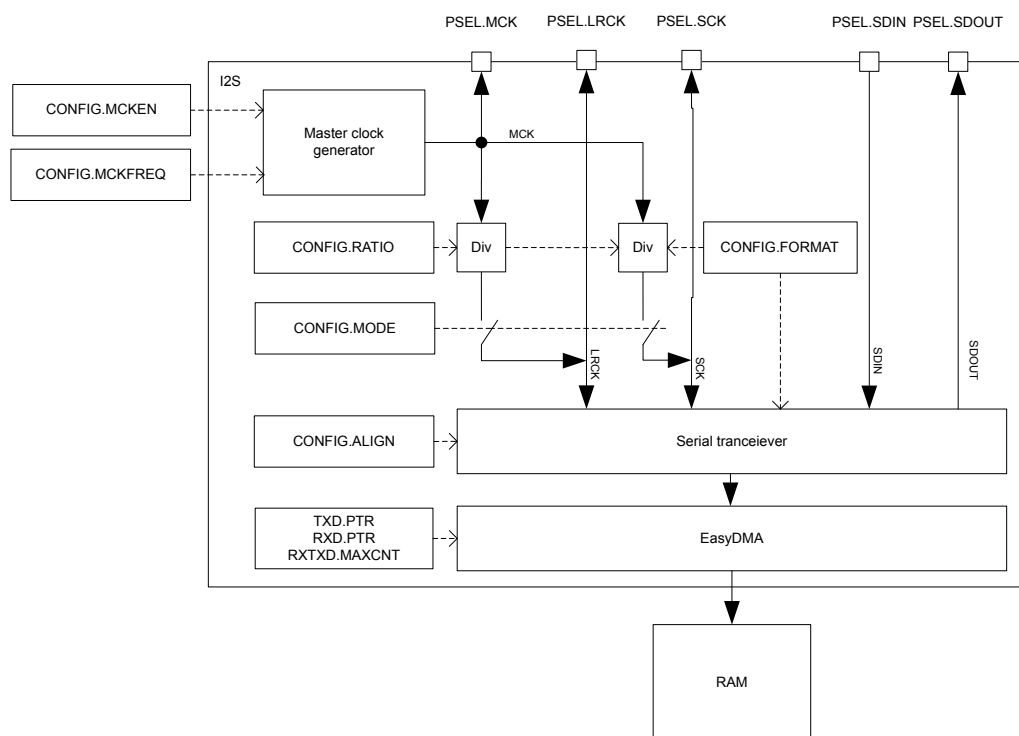 PSEL.MCK
PSEL.LRCK
PSEL.SCK
PSEL.SDIN
PSEL.SDOUT
I2S
CONFIG.MCKEN
CONFIG.MCKFREQ
Master clock
generator
MCK
CONFIG.RATIO
Div
Div
CONFIG.FORMAT
CONFIG.MODE
LRCK
SCK
SDIN
SDOUT
CONFIG.ALIGN
Serial tranceiever
TXD.PTR
RXD.PTR
RXTXD.MAXCNT
EasyDMA
RAM